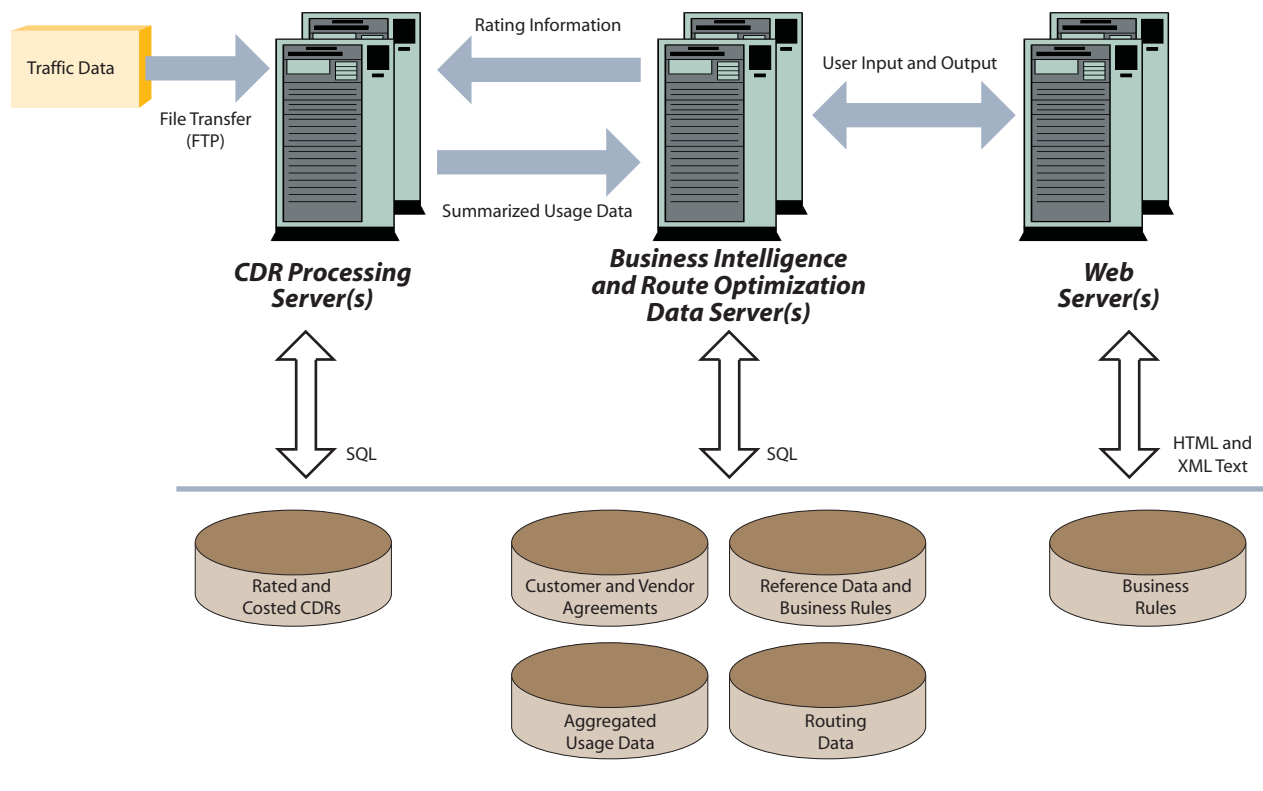 Traffic Data
File Transfer
(FTP)
Rating Information
Summarized Usage Data
User Input and Output
CDR Processing
Server(s)
Business Intelligence
and Route Optimization
Data Server(s)
Web
Server(s)
SQL
SQL
HTML and
XML Text
Rated and
Costed CDRs
Customer and Vendor
Agreements
Reference Data and
Business Rules
Business
Rules
Aggregated
Usage Data
Routing
Data